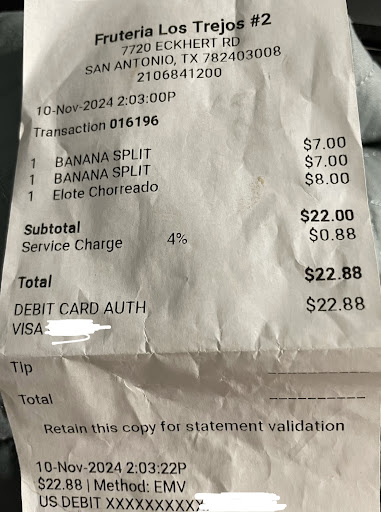 Fruteria Los Trejos #2
7720 ECKHERT RD
SAN ANTONIO, TX 782403008
2106841200
10-Nov-2024 2:03:00P
Transaction 016196
1 BANANA SPLIT $7.00
1 BANANA SPLIT $7.00
1 Elote Chorreado $8.00
Subtotal $22.00
Service Charge 4% $0.88
Total $22.88
DEBIT CARD AUTH $22.88
VISA
Tip __________
Total __________
Retain this copy for statement validation
10-Nov-2024 2:03:22P
$22.88 | Method: EMV
US DEBIT XXXXXXXXXX